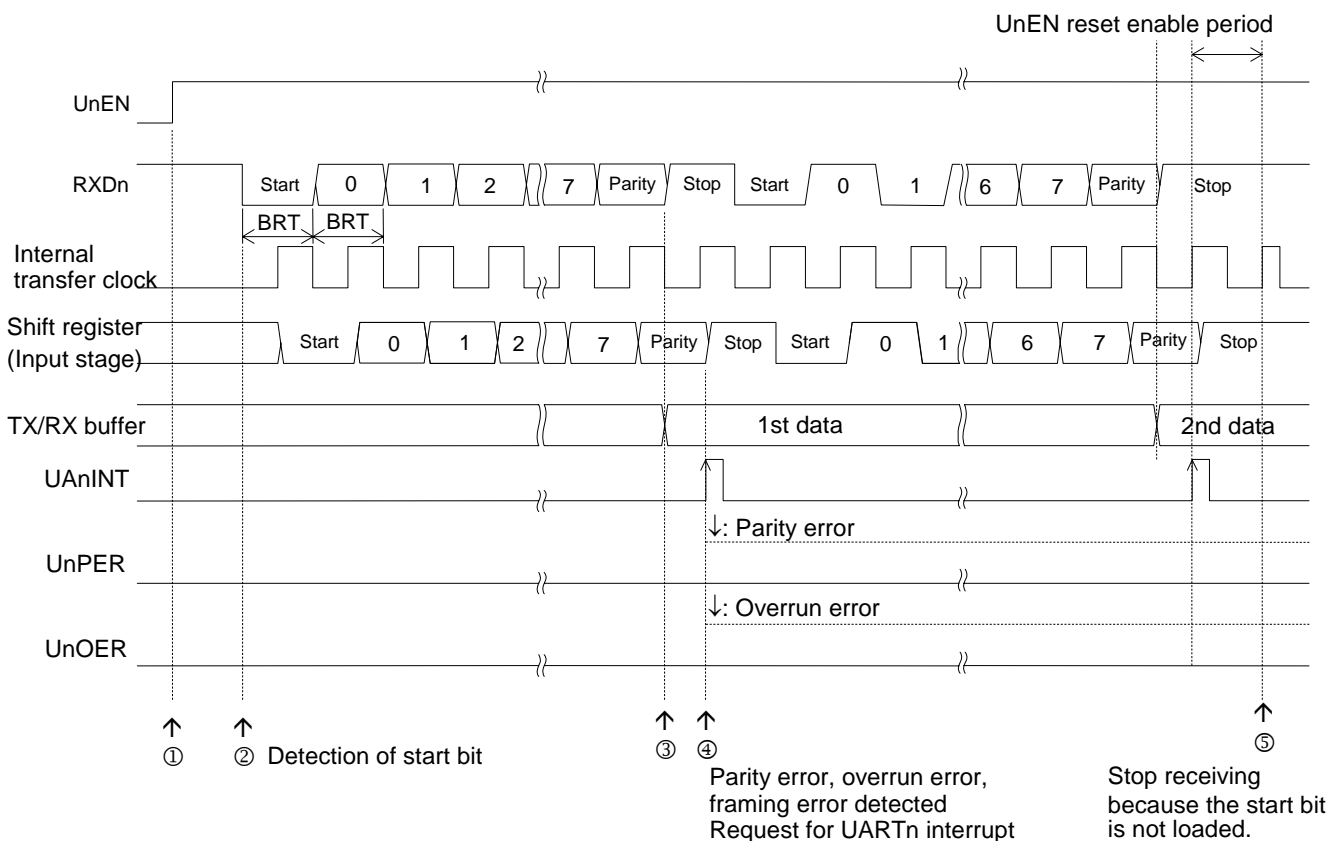 UnEN reset enable period
UnEN
RXDn
Start 0 1 2 7 Parity Stop Start 0 1 6 7 Parity Stop
BRT BRT
Internal
transfer clock
Shift register
(Input stage)
Start 0 1 2 7 Parity Stop Start 0 1 6 7 Parity Stop
TX/RX buffer
1st data 2nd data
UAnINT
↓: Parity error
UnPER
↓: Overrun error
UnOER
① ② Detection of start bit ③ ④ ⑤
Parity error, overrun error,
framing error detected
Request for UARTn interrupt
Stop receiving
because the start bit
is not loaded.